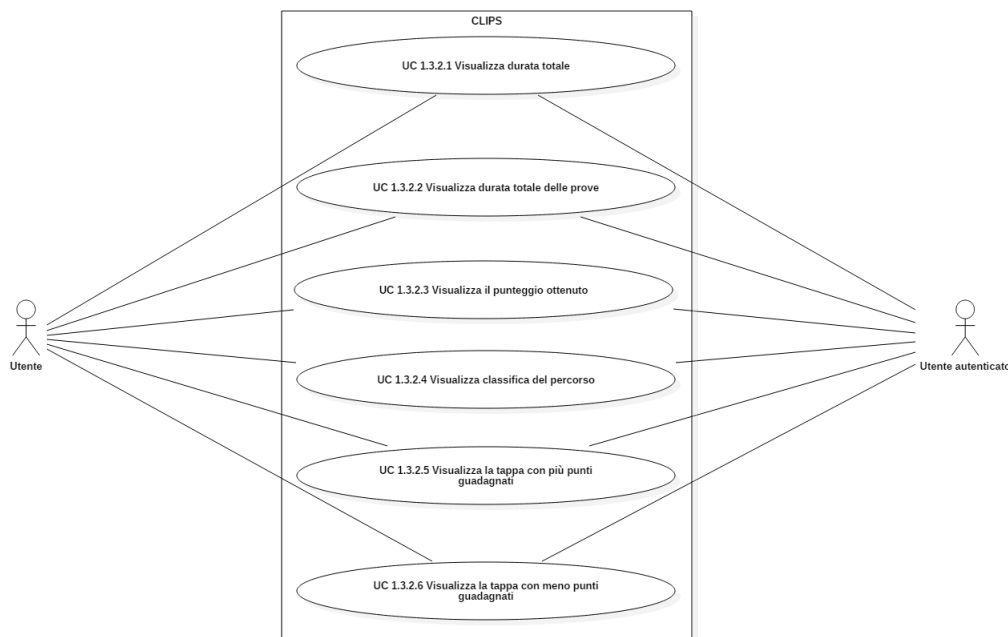 CLIPS
UC 1.3.2.1 Visualizza durata totale
UC 1.3.2.2 Visualizza durata totale delle prove
UC 1.3.2.3 Visualizza il punteggio ottenuto
Utente
Utente autenticato
UC 1.3.2.4 Visualizza classifica del percorso
UC 1.3.2.5 Visualizza la tappa con più punti
guadagnati
UC 1.3.2.6 Visualizza la tappa con meno punti
guadagnati